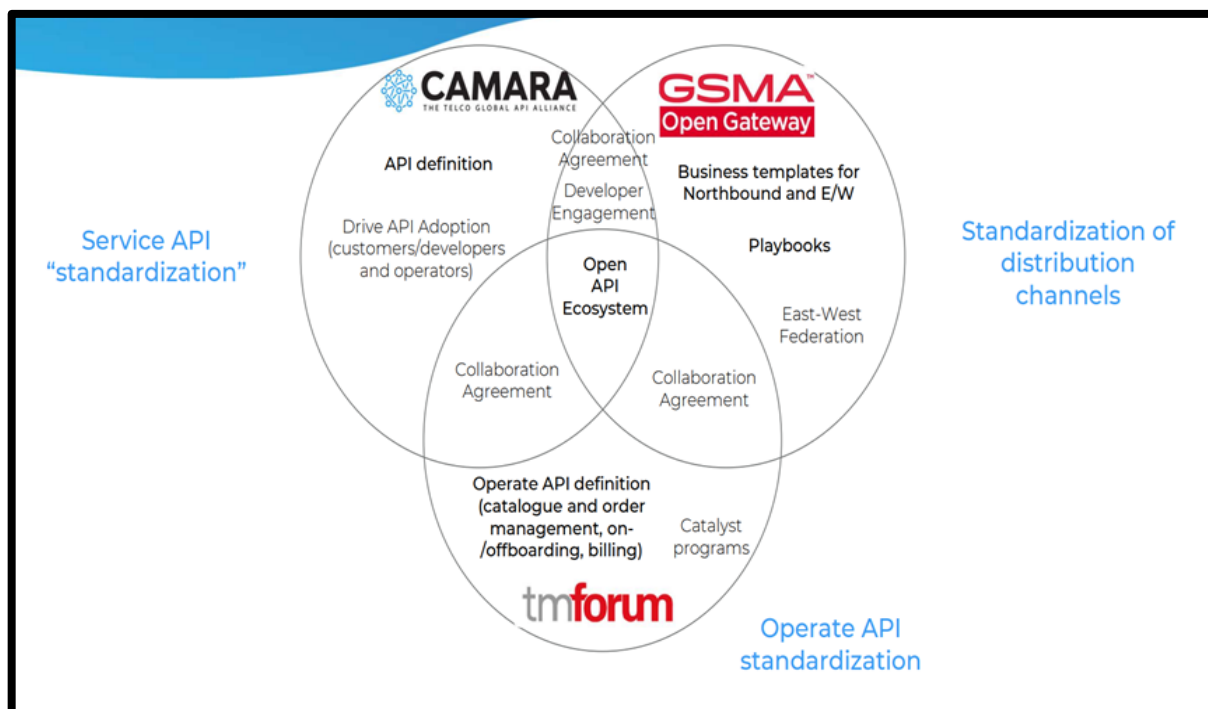 CAMARA
THE TELCO GLOBAL API ALLIANCE
GSMA™
Open Gateway
API definition
Collaboration
Agreement
Developer
Engagement
Business templates for
Northbound and E/W
Drive API Adoption
(customers/developers
and operators)
Playbooks
Service API
“standardization”
Standardization of
distribution
channels
Open
API
Ecosystem
East-West
Federation
Collaboration
Agreement
Collaboration
Agreement
Operate API definition
(catalogue and order
management, on-
/offboarding, billing)
Catalyst
programs
tmforum
Operate API
standardization